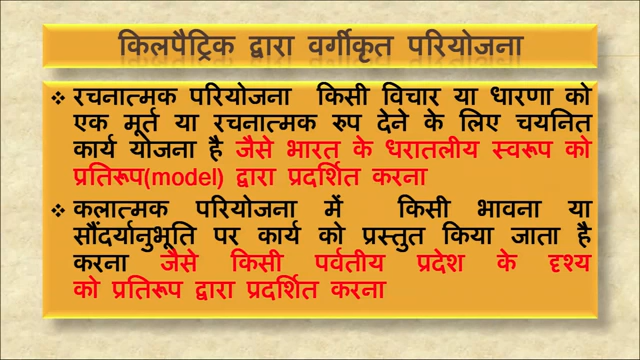 किलपैट्रिक द्वारा वर्गीकृत परियोजना
❖ रचनात्मक परियोजना किसी विचार या धारणा को
एक मूर्त या रचनात्मक रुप देने के लिए चयनित
कार्य योजना है जैसे भारत के धरातलीय स्वरूप को
प्रतिरूप(model) द्वारा प्रदर्शित करना
❖ कलात्मक परियोजना में किसी भावना या
सौंदर्यानुभूति पर कार्य को प्रस्तुत किया जाता है
करना जैसे किसी पर्वतीय प्रदेश के दृश्य
को प्रतिरूप द्वारा प्रदर्शित करना